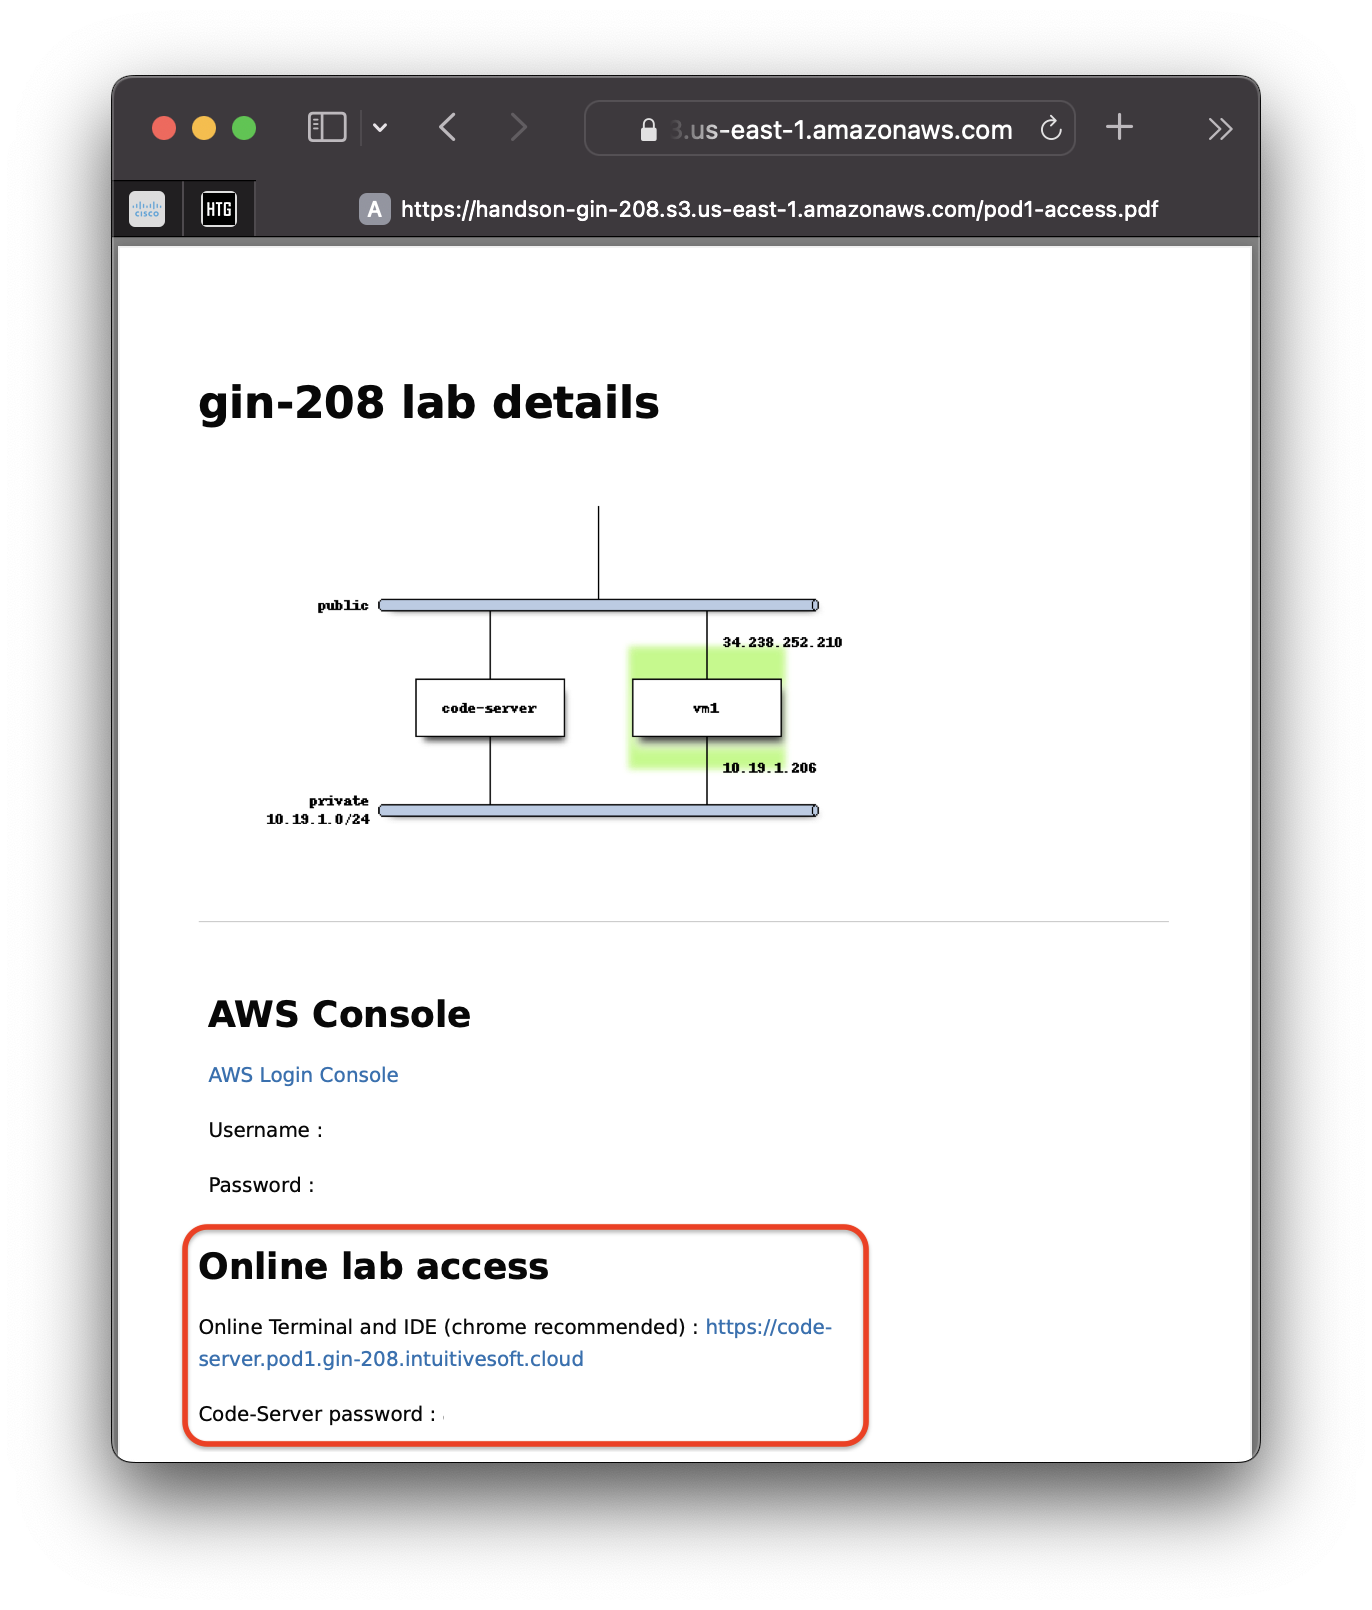 3.us-east-1.amazonaws.com
CISCO
HTG
A https://handson-gin-208.s3.us-east-1.amazonaws.com/pod1-access.pdf
gin-208 lab details
public
34.238.252.210
code-server
vm1
10.19.1.206
private
10.19.1.0/24
AWS Console
AWS Login Console
Username :
Password :
Online lab access
Online Terminal and IDE (chrome recommended) : https://code-
server.pod1.gin-208.intuitivesoft.cloud
Code-Server password :